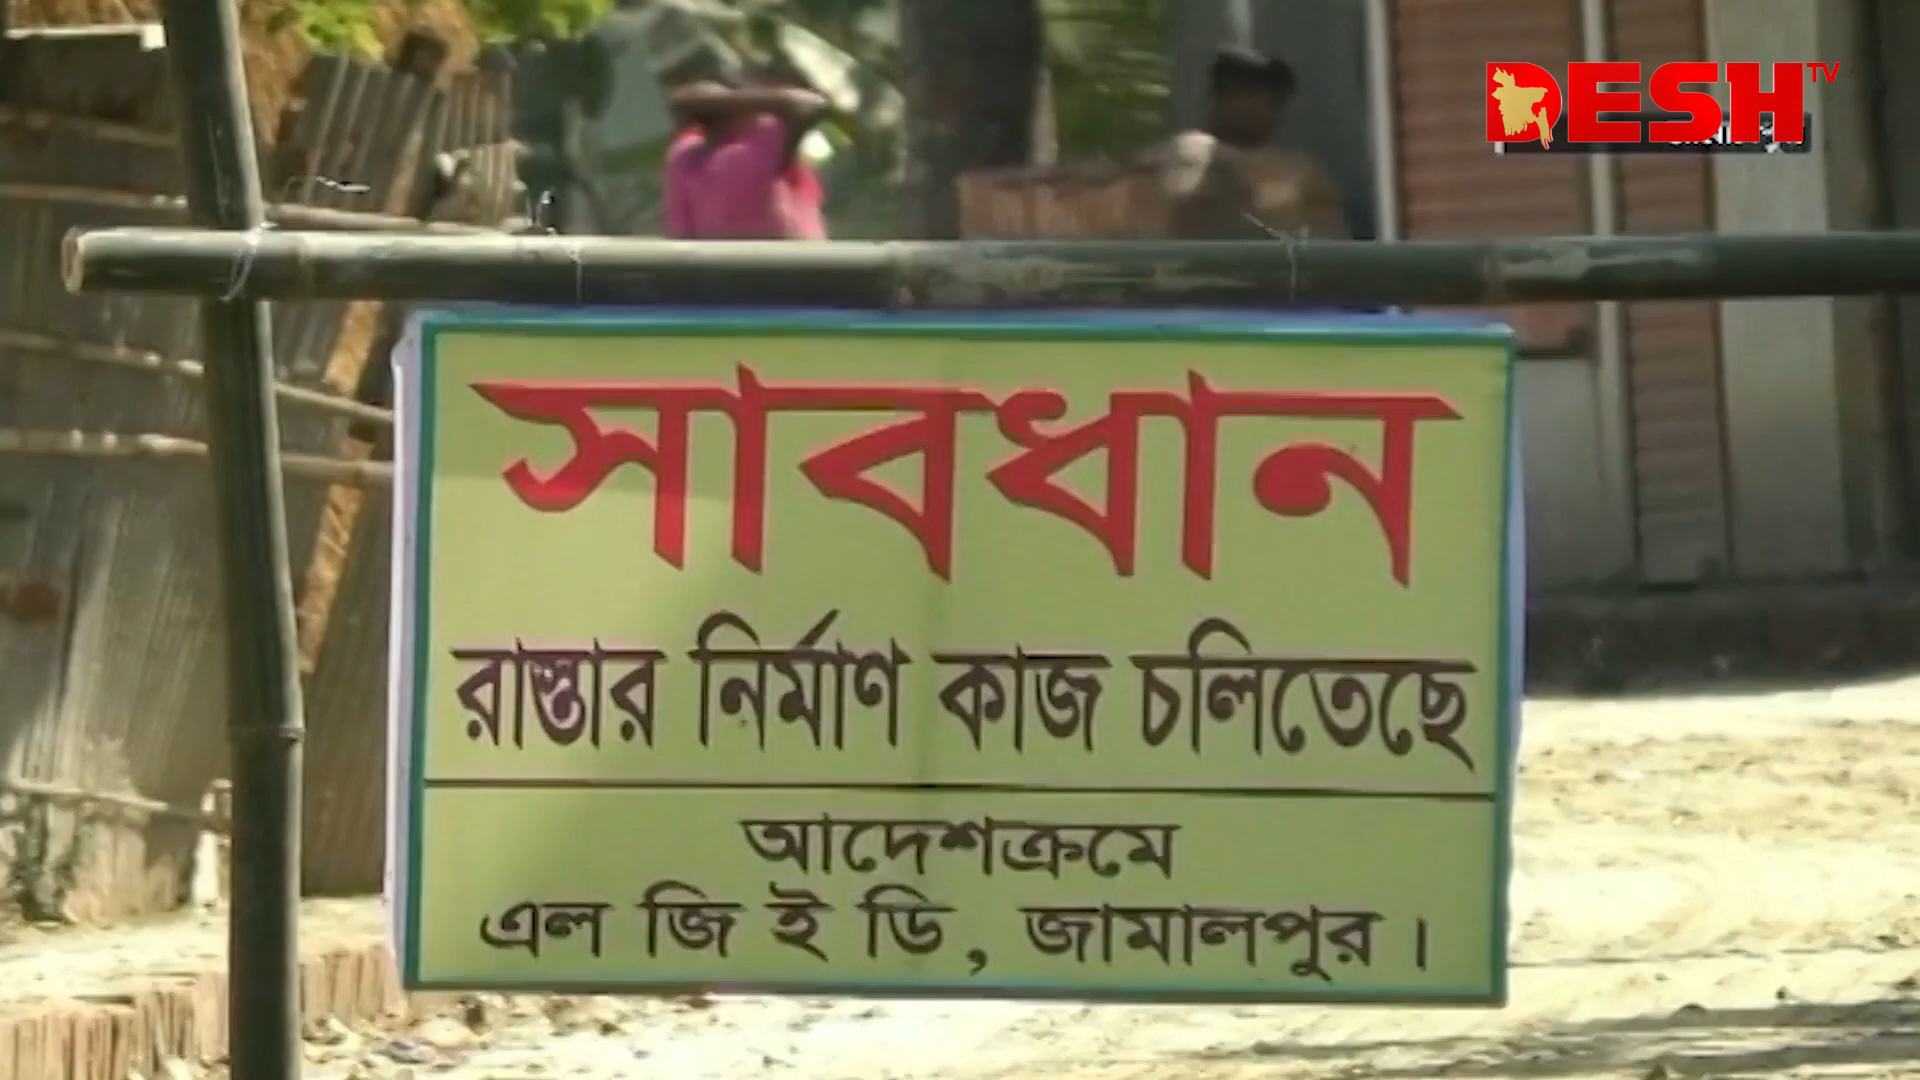 DESH TV
সাবধান
রাস্তার নির্মাণ কাজ চলিতেছে
আদেশক্রমে
এল জি ই ডি, জামালপুর।